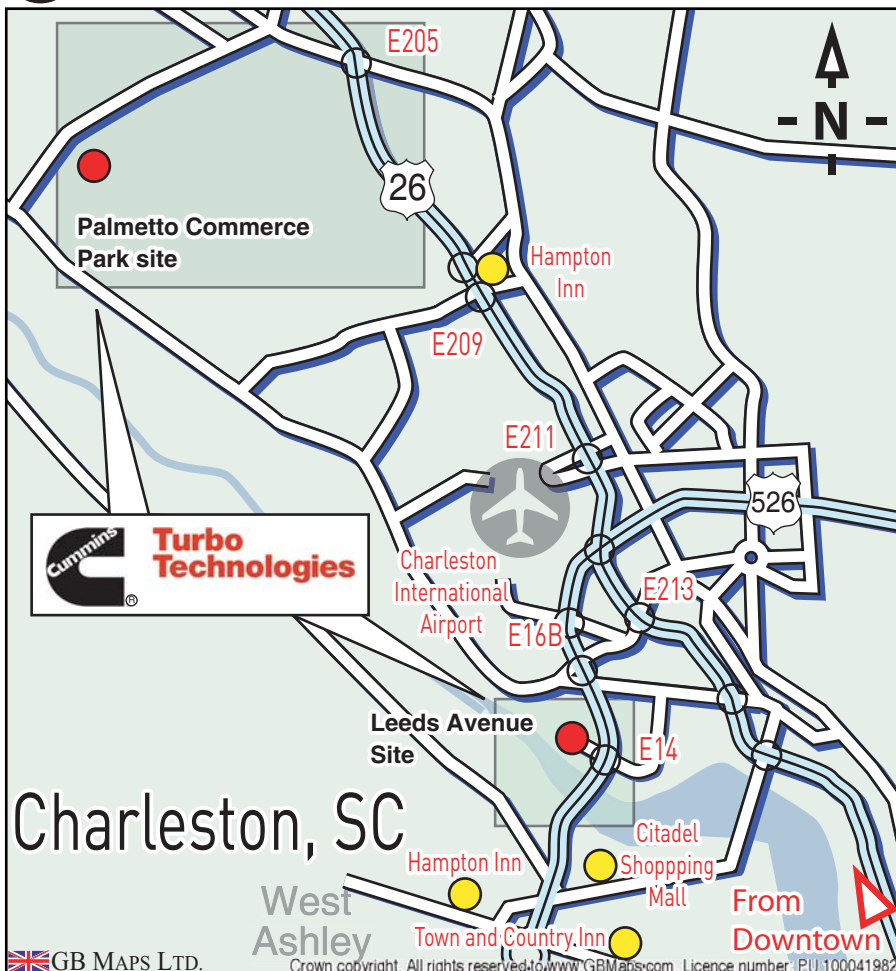 E205
N
26
Palmetto Commerce
Park site
Hampton
Inn
E209
E211
526
Cummins
®
Turbo
Technologies
Charleston
International
Airport
E213
E16B
Leeds Avenue
Site
E14
Charleston, SC
Citadel
Shoppping
Mall
Hampton Inn
West
Ashley
Town and Country Inn
From
Downtown
GB MAPS LTD.
Crown copyright. All rights reserved to www.GBMaps.com. Licence number: PU 100041982